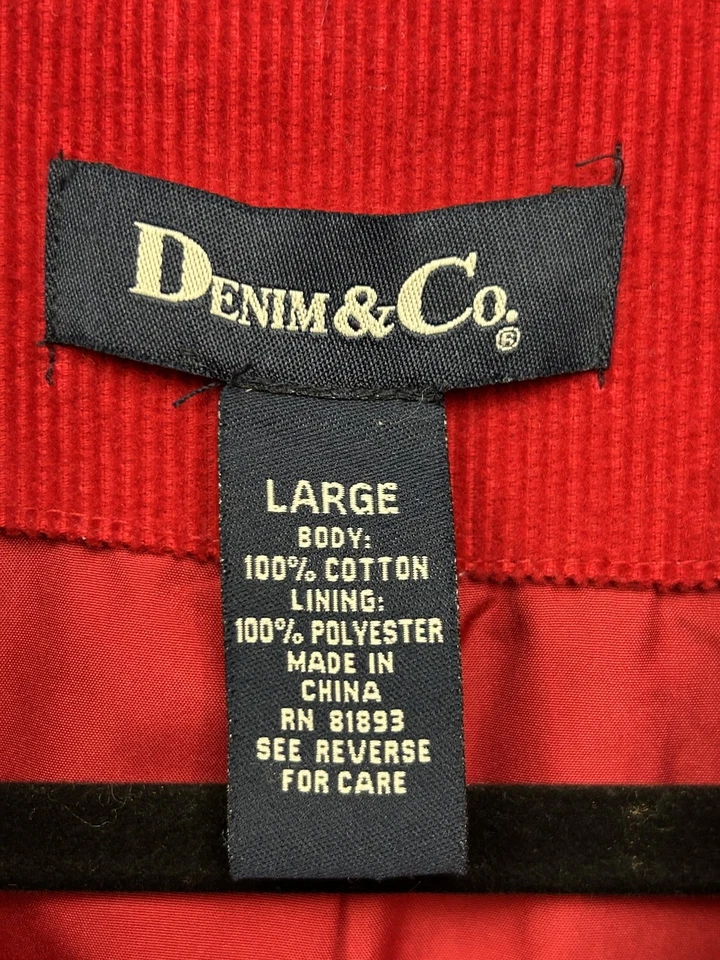 DENIM & CO.®
LARGE
BODY:
100% COTTON
LINING:
100% POLYESTER
MADE IN
CHINA
RN 81893
SEE REVERSE
FOR CARE